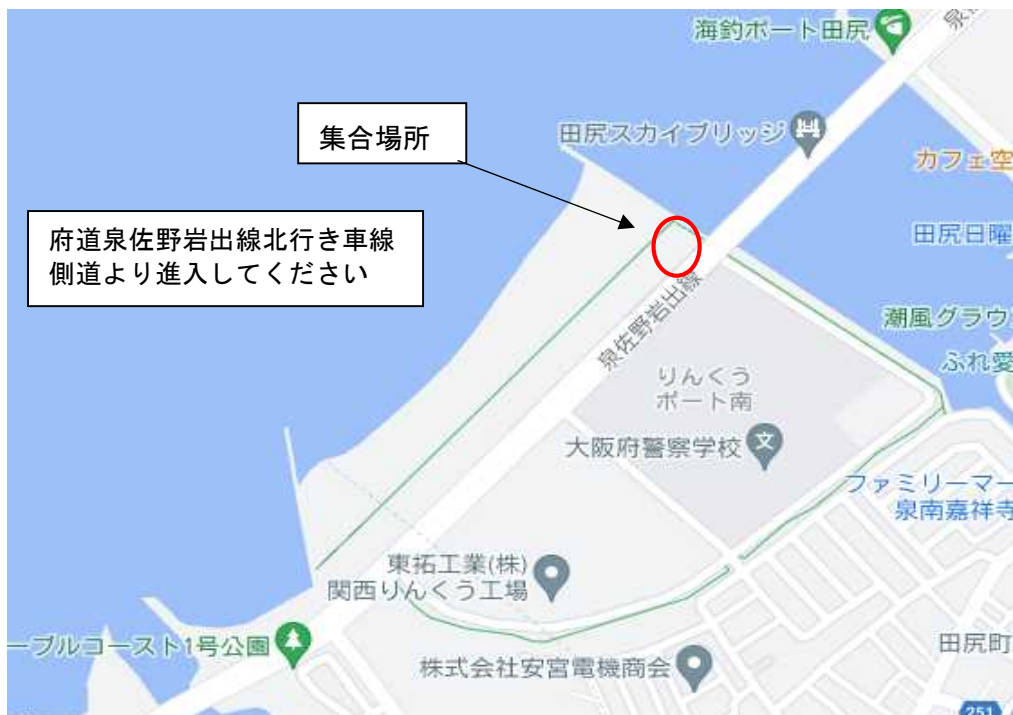 海釣ポート田尻
泉佐
集合場所
田尻スカイブリッジ
カフェ空
府道泉佐野岩出線北行き車線
側道より進入してください
田尻日曜
泉佐野岩出線
潮風グラウ
ふれ愛
りんくう
ポート南
大阪府警察学校
文
ファミリーマー
泉南嘉祥寺
東拓工業(株)
関西りんくう工場
ーブルコースト1号公園
田尻町
株式会社安宮電機商会
251